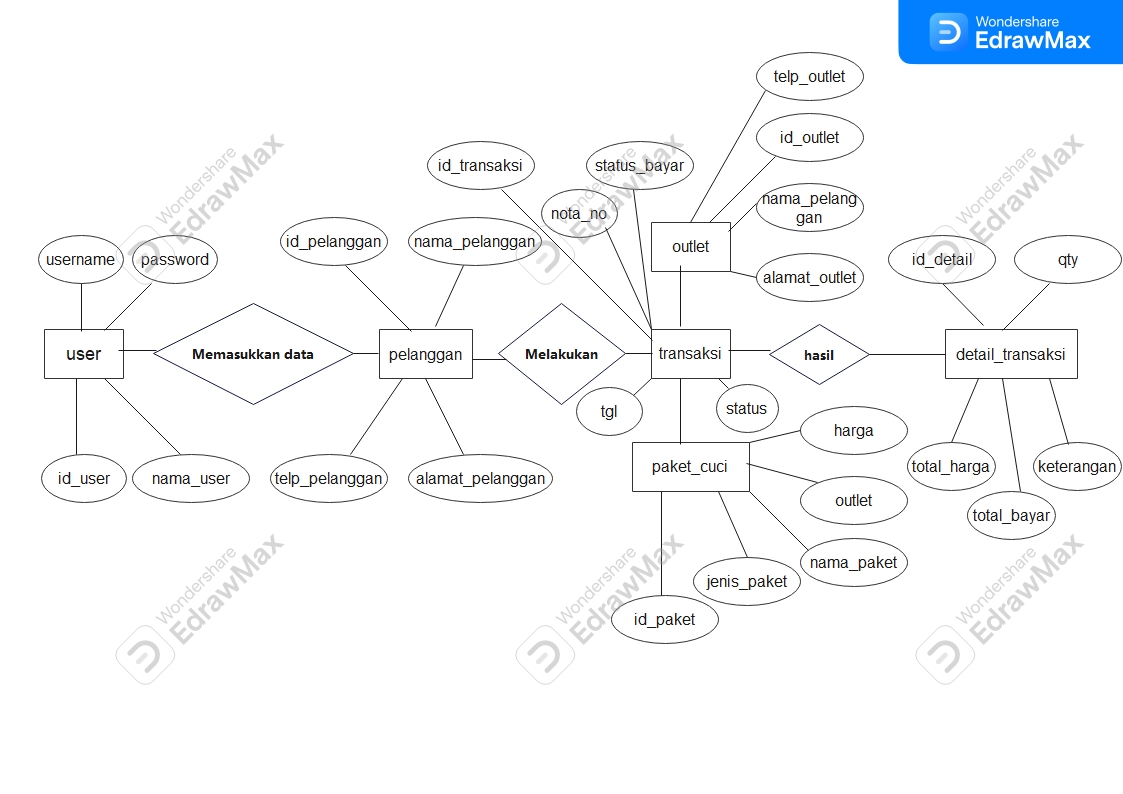 Wondershare
EdrawMax
telp_outlet
id_outlet
id_transaksi
status_bayar
nama_pelang
gan
nota_no
id_pelanggan
nama_pelanggan
outlet
username
password
id_detail
qty
alamat_outlet
user
Memasukkan data
pelanggan
Melakukan
transaksi
hasil
detail_transaksi
tgl
status
harga
paket_cuci
total_harga
keterangan
id_user
nama_user
telp_pelanggan
alamat_pelanggan
outlet
total_bayar
nama_paket
jenis_paket
id_paket
Wondershare
EdrawMax
Wondershare
EdrawMax
Wondershare
EdrawMax
Wondershare
EdrawMax
Wondershare
EdrawMax
Wondershare
EdrawMax